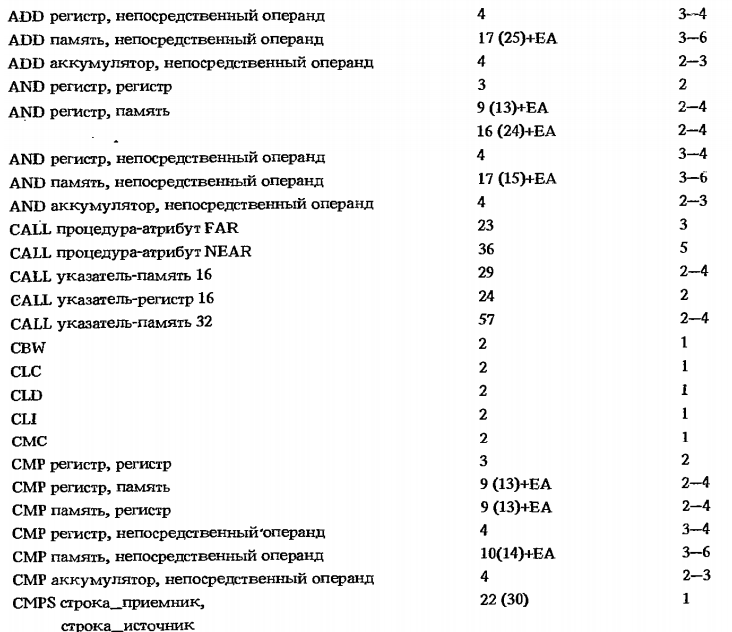 ADD регистр, непосредственный операнд 4 3—4
ADD память, непосредственный операнд 17 (25)+EA 3—6
ADD аккумулятор, непосредственный операнд 4 2—3
AND регистр, регистр 3 2
AND регистр, память 9 (13)+EA 2—4
16 (24)+EA 2—4
AND регистр, непосредственный операнд 4 3—4
AND память, непосредственный операнд 17 (15)+EA 3—6
AND аккумулятор, непосредственный операнд 4 2—3
CALL процедура-атрибут FAR 23 3
CALL процедура-атрибут NEAR 36 5
CALL указатель-память 16 29 2—4
CALL указатель-регистр 16 24 2
CALL указатель-память 32 57 2—4
CBW 2 1
CLC 2 1
CLD 2 1
CLI 2 1
CMC 2 1
CMP регистр, регистр 3 2
CMP регистр, память 9 (13)+EA 2—4
CMP память, регистр 9 (13)+EA 2—4
CMP регистр, непосредственный операнд 4 3—4
CMP память, непосредственный операнд 10(14)+EA 3—6
CMP аккумулятор, непосредственный операнд 4 2—3
CMPS строка_приемник, 22 (30) 1
строка_источник